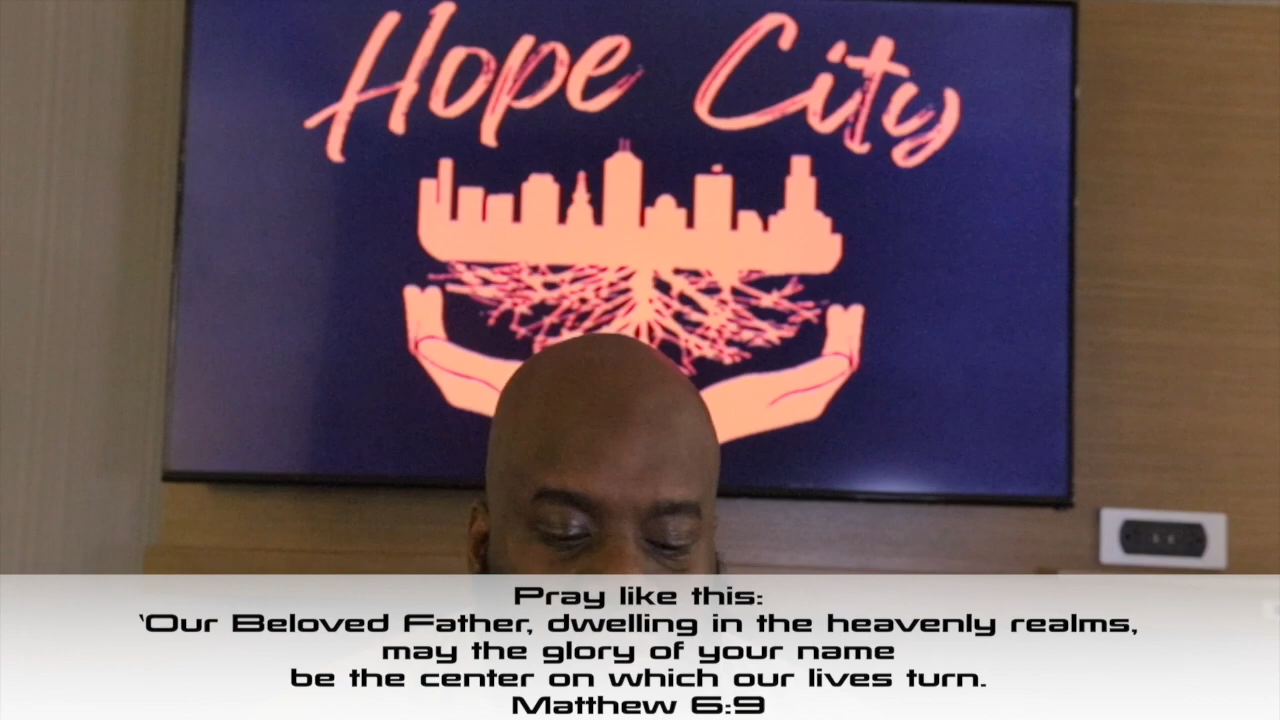 Hope City
Pray like this:
‘Our Beloved Father, dwelling in the heavenly realms,
may the glory of your name
be the center on which our lives turn.
Matthew 6:9